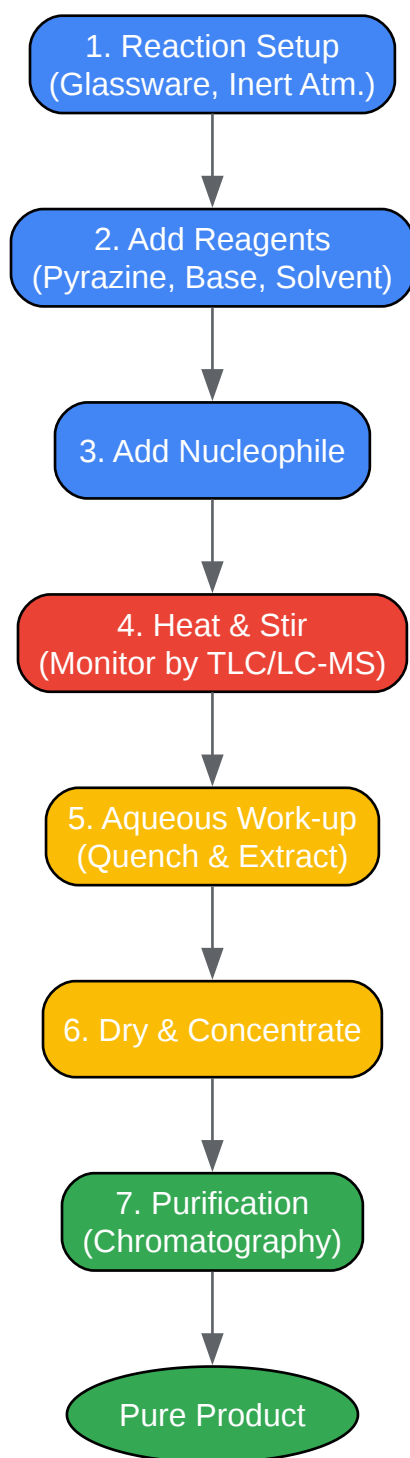 1. Reaction Setup
(Glassware, Inert Atm.)
2. Add Reagents
(Pyrazine, Base, Solvent)
3. Add Nucleophile
4. Heat & Stir
(Monitor by TLC/LC-MS)
5. Aqueous Work-up
(Quench & Extract)
6. Dry & Concentrate
7. Purification
(Chromatography)
Pure Product